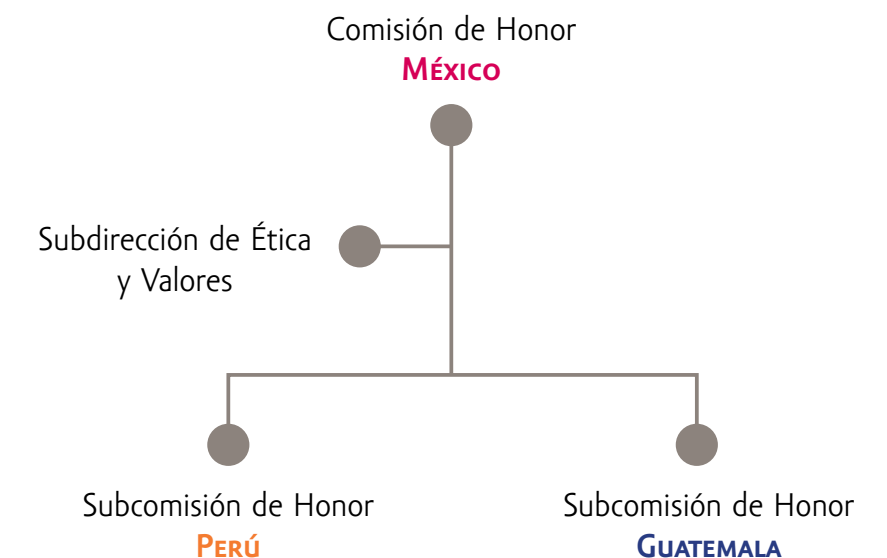 Comisión de Honor
México
Subdirección de Ética
y Valores
Subcomisión de Honor
Perú
Subcomisión de Honor
Guatemala